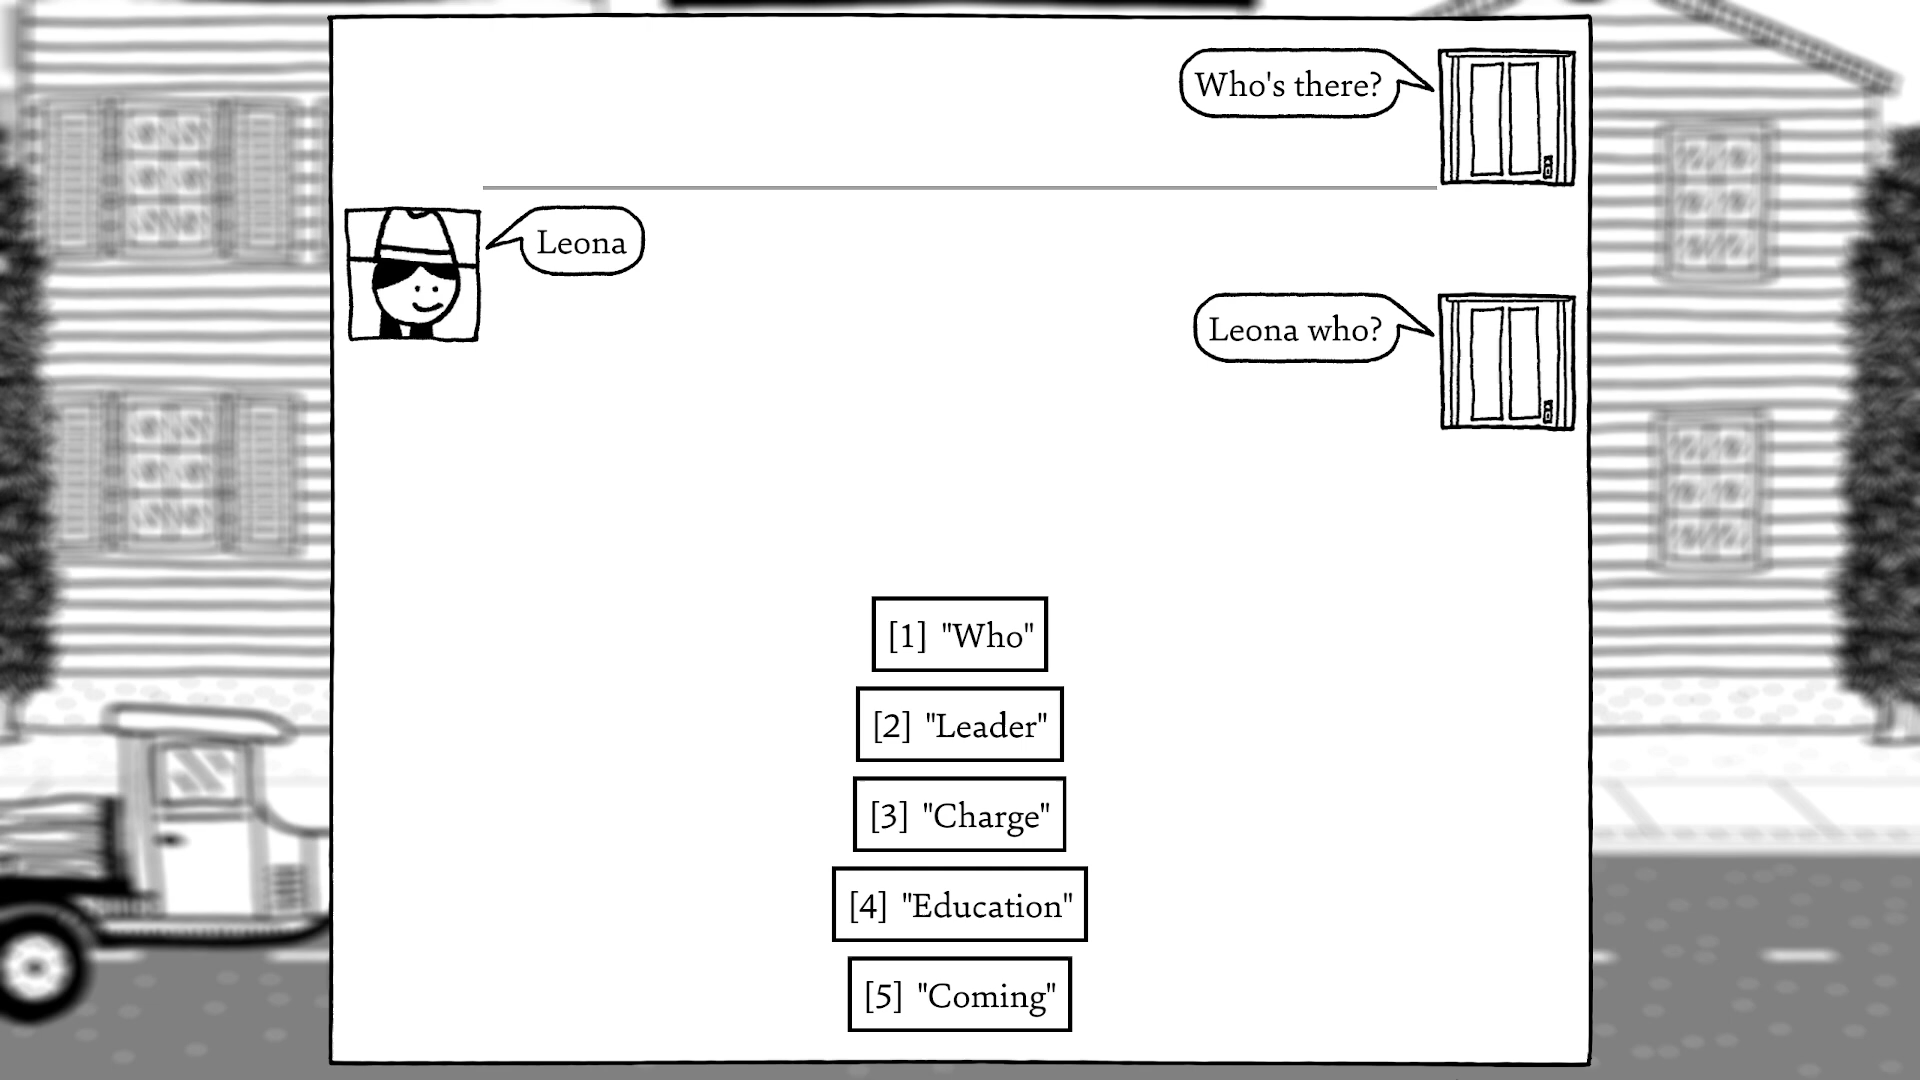 Who's there?
Leona
Leona who?
[1] "Who"
[2] "Leader"
[3] "Charge"
[4] "Education"
[5] "Coming"